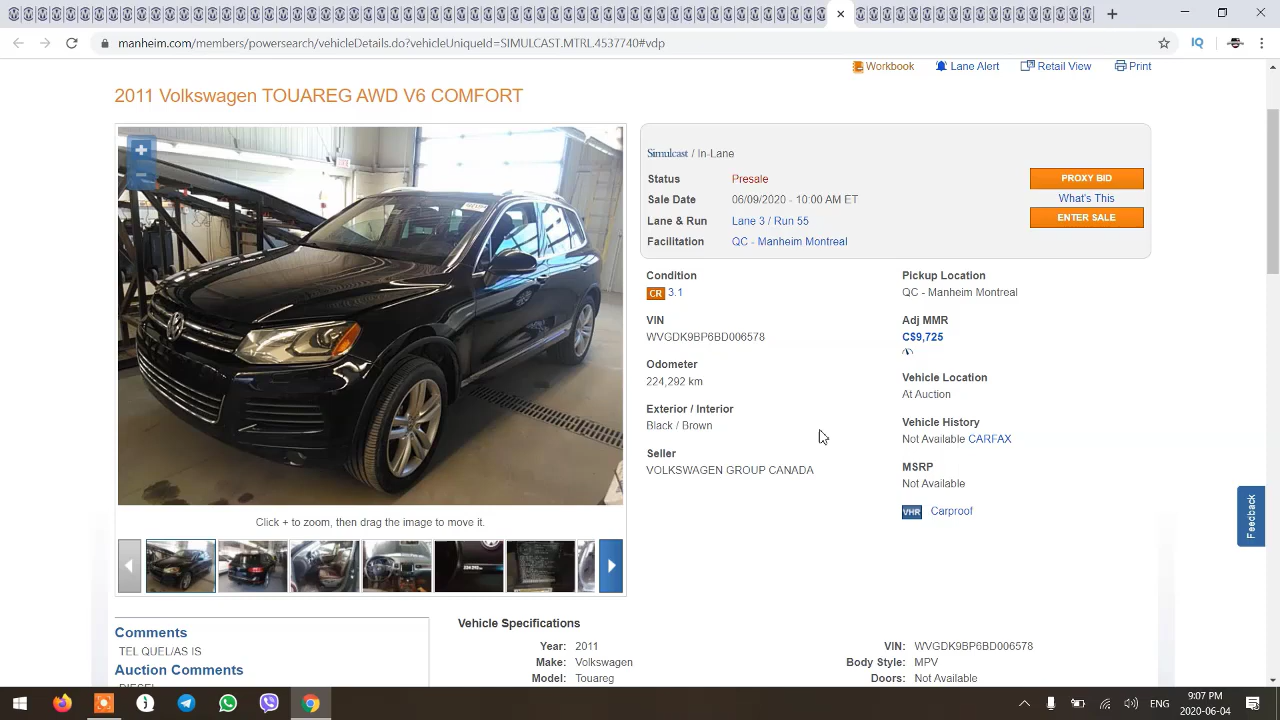 manheim.com/members/powersearch/vehicleDetails.do?vehicleUniqueId=SIMULCAST.MTRL.4537740#vdp
Workbook Lane Alert Retail View Print
2011 Volkswagen TOUAREG AWD V6 COMFORT
Simulcast / In-Lane
Status Presale
Sale Date 06/09/2020 - 10:00 AM ET
Lane & Run Lane 3 / Run 55
Facilitation QC - Manheim Montreal
PROXY BID
What's This
ENTER SALE
Condition
CR 3.1
VIN
WVGDK9BP6BD006578
Odometer
224,292 km
Exterior / Interior
Black / Brown
Seller
VOLKSWAGEN GROUP CANADA
Pickup Location
QC - Manheim Montreal
Adj MMR
C$9,725
Vehicle Location
At Auction
Vehicle History
Not Available CARFAX
MSRP
Not Available
VHR Carproof
Feedback
Click + to zoom, then drag the image to move it.
Comments
TEL QUEL/AS IS
Auction Comments
DIESEL
Vehicle Specifications
Year: 2011
Make: Volkswagen
Model: Touareg
VIN: WVGDK9BP6BD006578
Body Style: MPV
Doors: Not Available
ENG
9:07 PM
2020-06-04